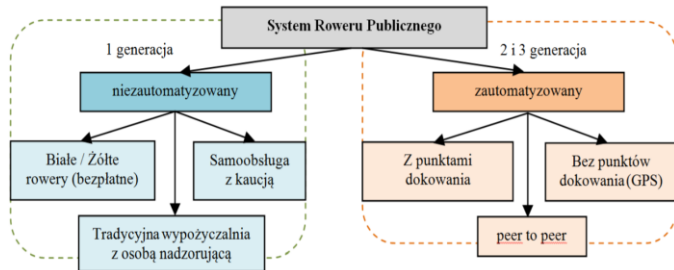 System Roweru Publicznego
1 generacja
2 i 3 generacja
niezautomatyzowany
zautomatyzowany
Białe / Żółte
rowery (bezpłatne)
Samoobsługa
z kaucją
Tradycyjna wypożyczalnia
z osobą nadzorującą
Z punktami
dokowania
Bez punktów
dokowania (GPS)
peer to peer